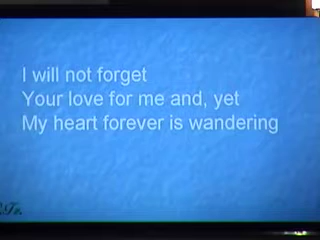 I will not forget
Your love for me and, yet
My heart forever is wandering